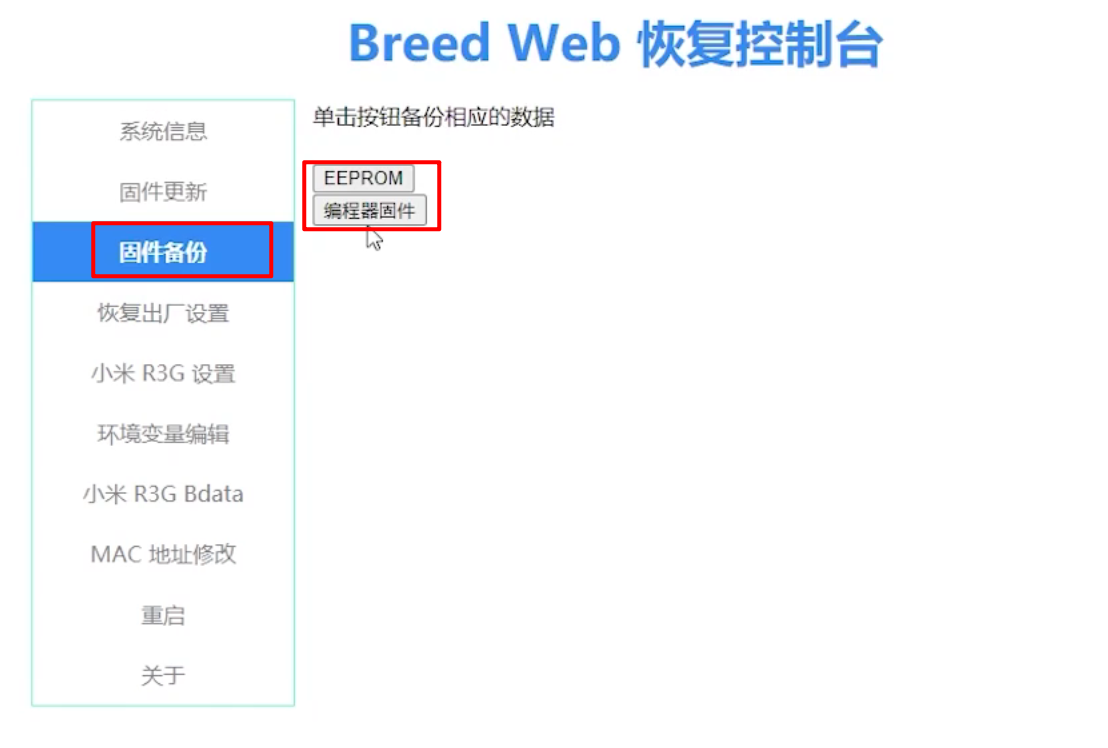 Breed Web 恢复控制台
系统信息
固件更新
固件备份
恢复出厂设置
小米 R3G 设置
环境变量编辑
小米 R3G Bdata
MAC 地址修改
重启
关于
单击按钮备份相应的数据
EEPROM
编程器固件